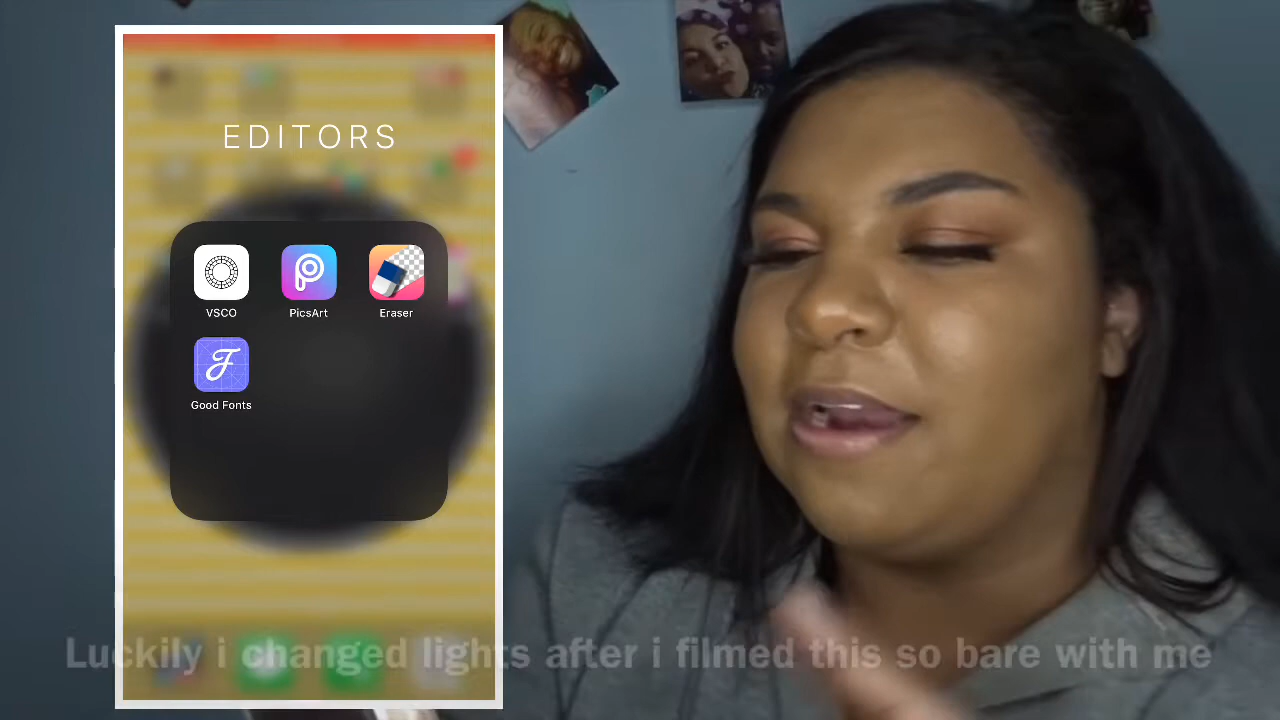 EDITORS
VSCO
PicsArt
Eraser
Good Fonts
Luckily i changed lights after i filmed this so bare with me